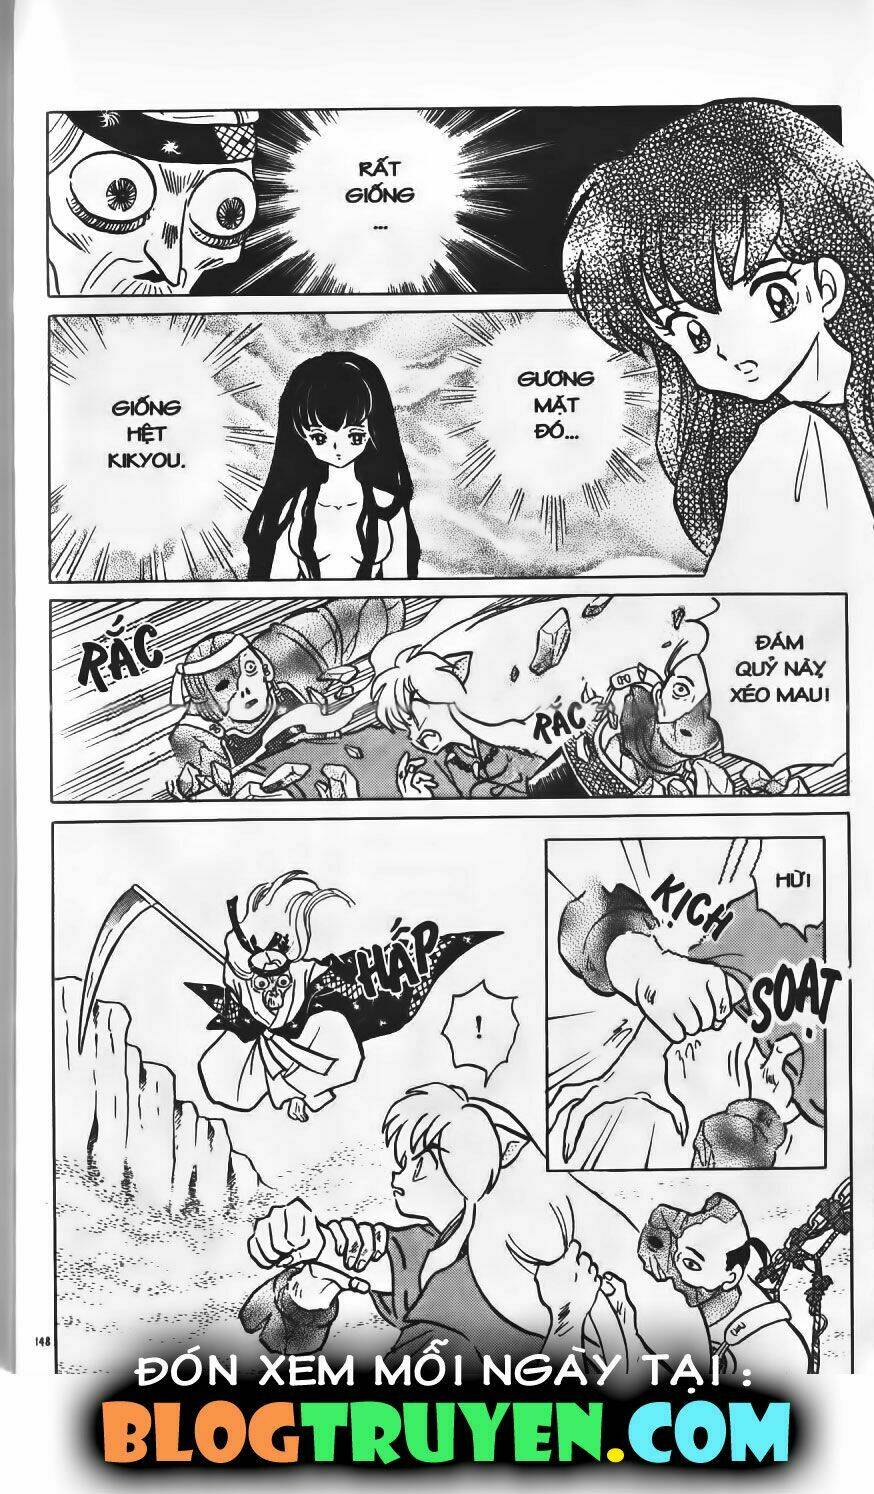 RẤT
GIỐNG
...
GƯƠNG
MẶT
ĐÓ...
GIỐNG
HỆT
KIKYOU.
RẮC
RẮC
ĐÁM
QUỶ NÀY,
XÉO MAU!
HỪ!
KỊCH
SOẠT
HẤP
!
148
ĐÓN XEM MỖI NGÀY TẠI :
BLOGTRUYEN.COM